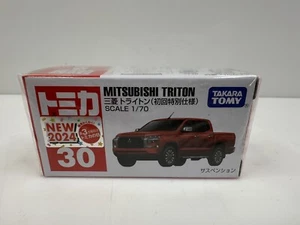 トミカ
MITSUBISHI TRITON
三菱 トライトン(初回特別仕様)
SCALE 1/70
TAKARA
TOMY
NEW!
2024
30
サスペンション